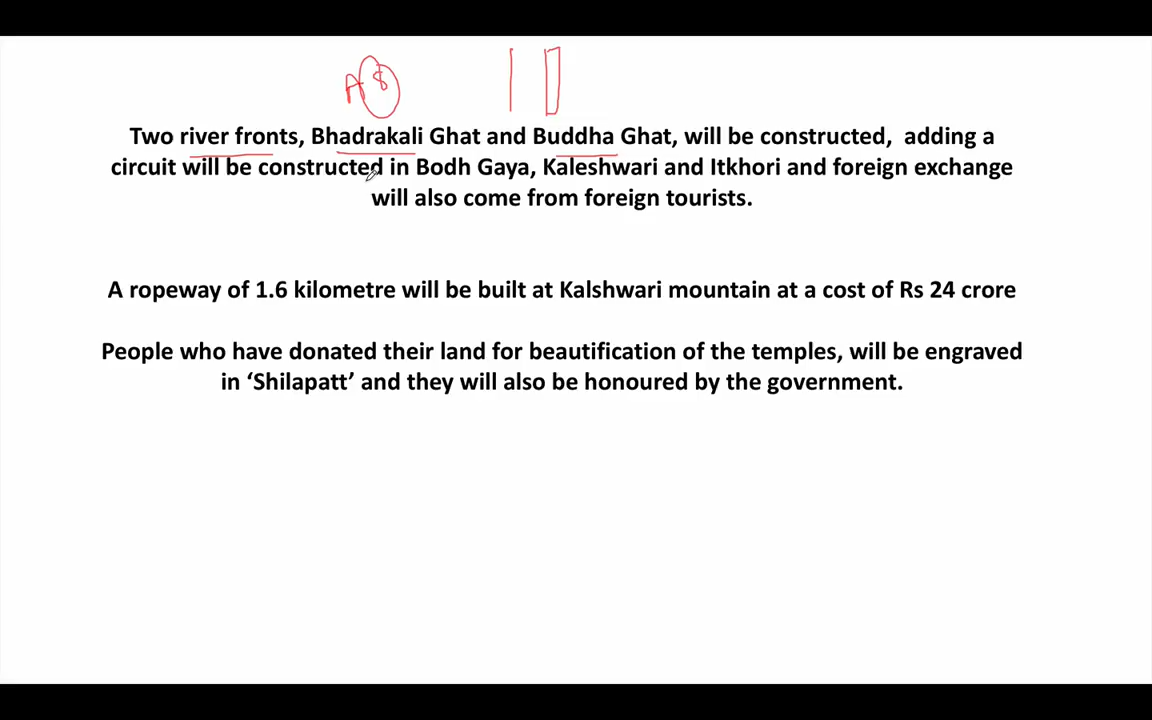 A8
Two river fronts, Bhadrakali Ghat and Buddha Ghat, will be constructed,  adding a
circuit will be constructed in Bodh Gaya, Kaleshwari and Itkhori and foreign exchange
will also come from foreign tourists.
A ropeway of 1.6 kilometre will be built at Kalshwari mountain at a cost of Rs 24 crore
People who have donated their land for beautification of the temples, will be engraved
in ‘Shilapatt’ and they will also be honoured by the government.